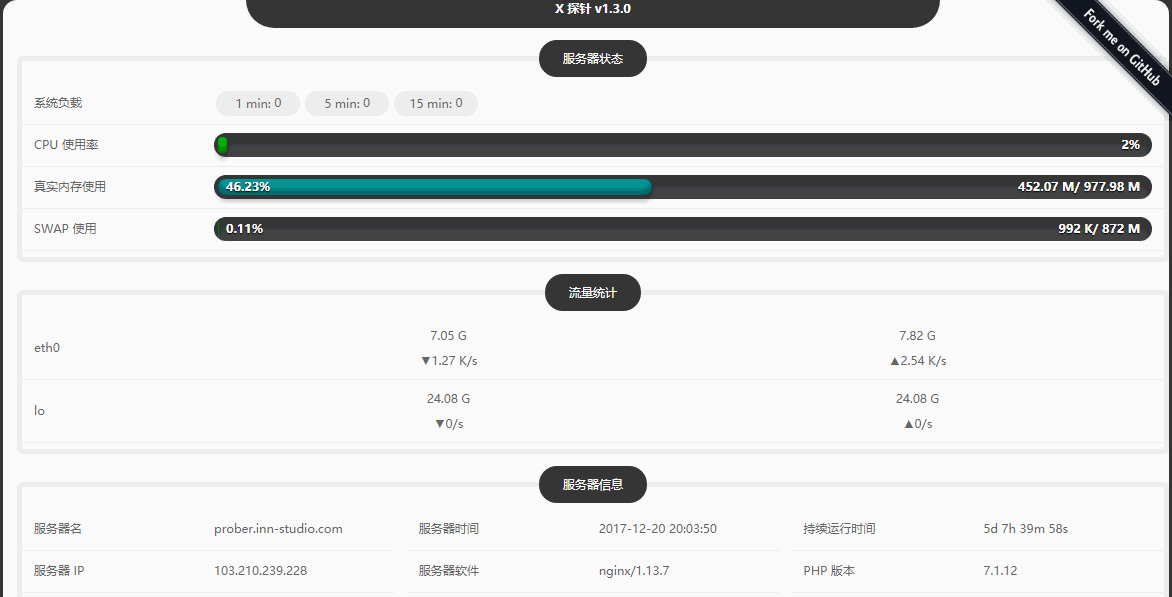 X 探针 v1.3.0
Fork me on GitHub
服务器状态
系统负载 1 min: 0 5 min: 0 15 min: 0
CPU 使用率 2%
真实内存使用 46.23% 452.07 M/ 977.98 M
SWAP 使用 0.11% 992 K/ 872 M
流量统计
eth0 7.05 G 7.82 G
▼1.27 K/s ▲2.54 K/s
lo 24.08 G 24.08 G
▼0/s ▲0/s
服务器信息
服务器名 prober.inn-studio.com 服务器时间 2017-12-20 20:03:50 持续运行时间 5d 7h 39m 58s
服务器 IP 103.210.239.228 服务器软件 nginx/1.13.7 PHP 版本 7.1.12